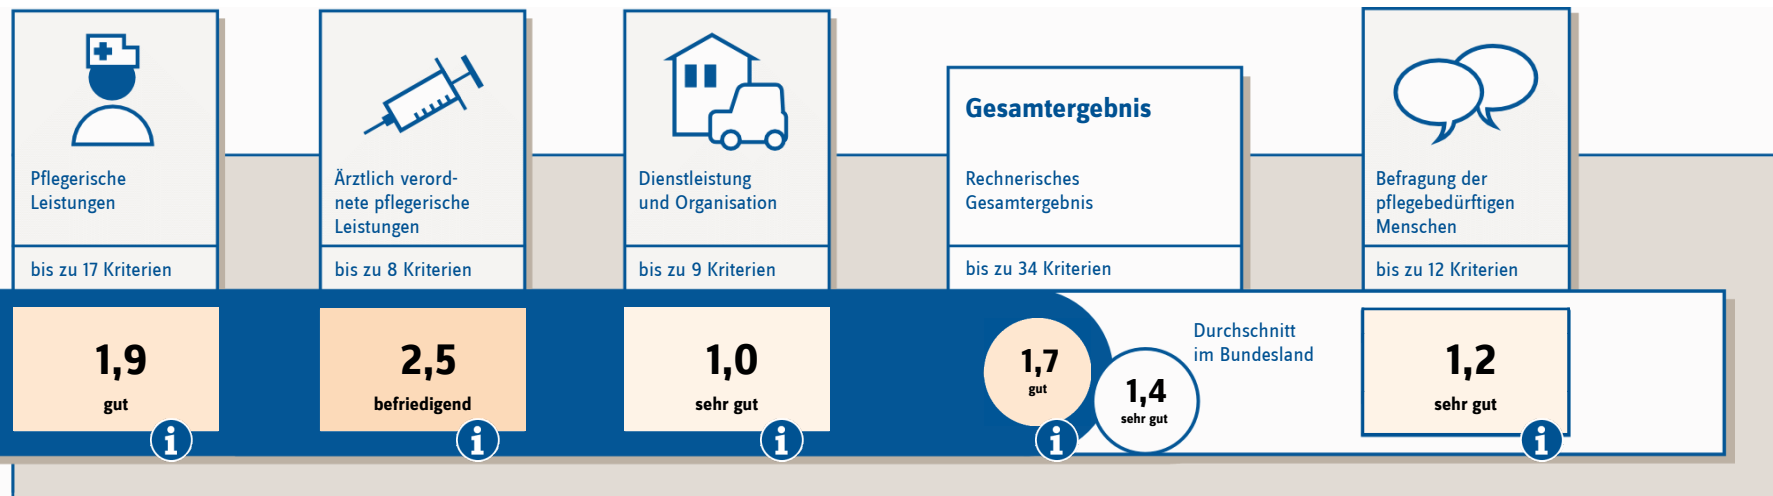 Pflegerische
Leistungen
bis zu 17 Kriterien
1,9
gut
i
Ärztlich verord-
nete pflegerische
Leistungen
bis zu 8 Kriterien
2,5
befriedigend
i
Dienstleistung
und Organisation
bis zu 9 Kriterien
1,0
sehr gut
i
Gesamtergebnis
Rechnerisches
Gesamtergebnis
bis zu 34 Kriterien
1,7
gut
i
Durchschnitt
im Bundesland
1,4
sehr gut
Befragung der
pflegebedürftigen
Menschen
bis zu 12 Kriterien
1,2
sehr gut
i